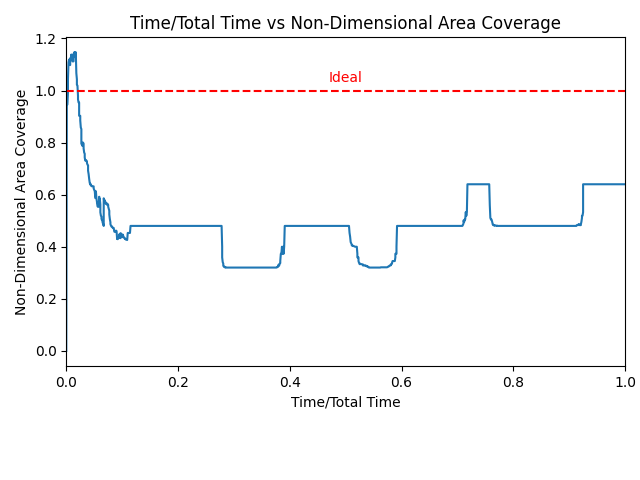 Time/Total Time vs Non-Dimensional Area Coverage
1.2
1.0
0.8
0.6
0.4
0.2
0.0
Non-Dimensional Area Coverage
Ideal
0.0 0.2 0.4 0.6 0.8 1.0
Time/Total Time